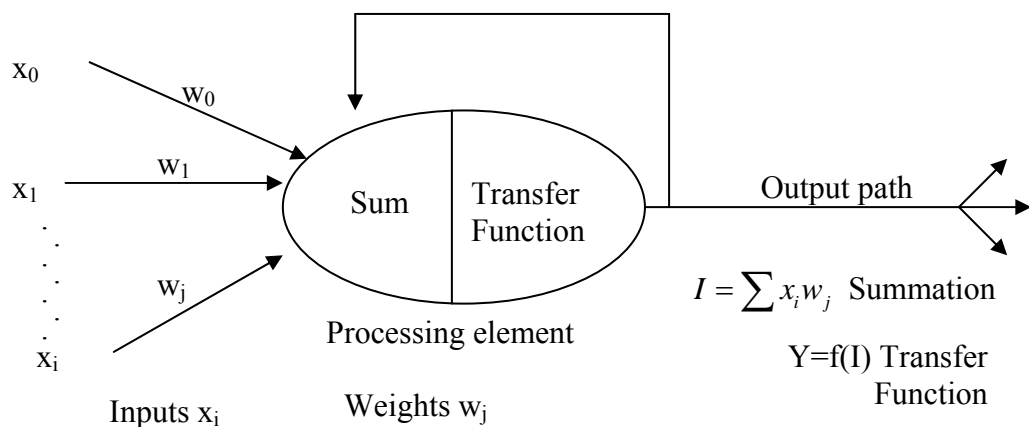 x₀
w₀
x₁
w₁
Sum
Transfer
Function
Output path
wⱼ
I = ∑ xᵢwⱼ Summation
Processing element
xᵢ
Y=f(I) Transfer
Function
Inputs xᵢ
Weights wⱼ